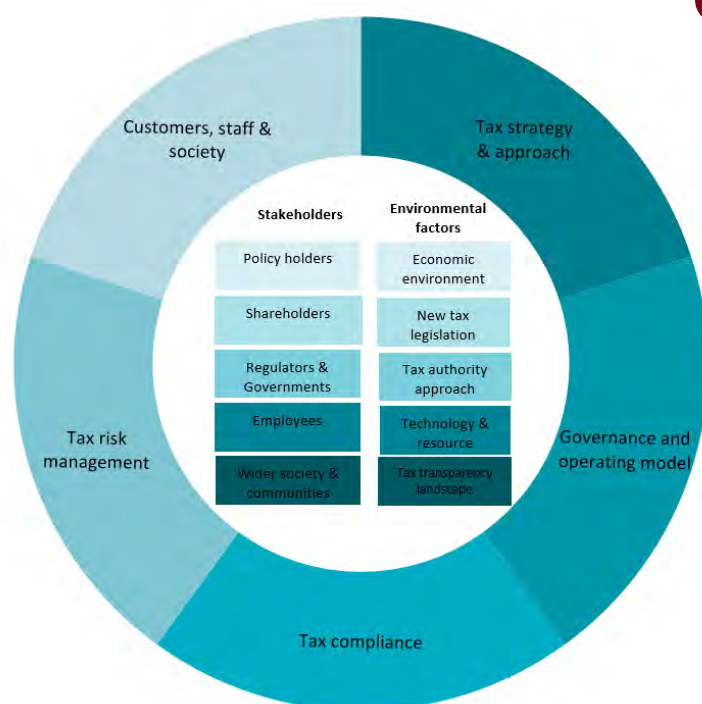 Customers, staff &
society
Tax strategy
& approach
Stakeholders
Environmental
factors
Policy holders
Economic
environment
Shareholders
New tax
legislation
Regulators &
Governments
Tax authority
approach
Employees
Technology &
resource
Wider society &
communities
Tax transparency
landscape
Tax risk
management
Governance and
operating model
Tax compliance